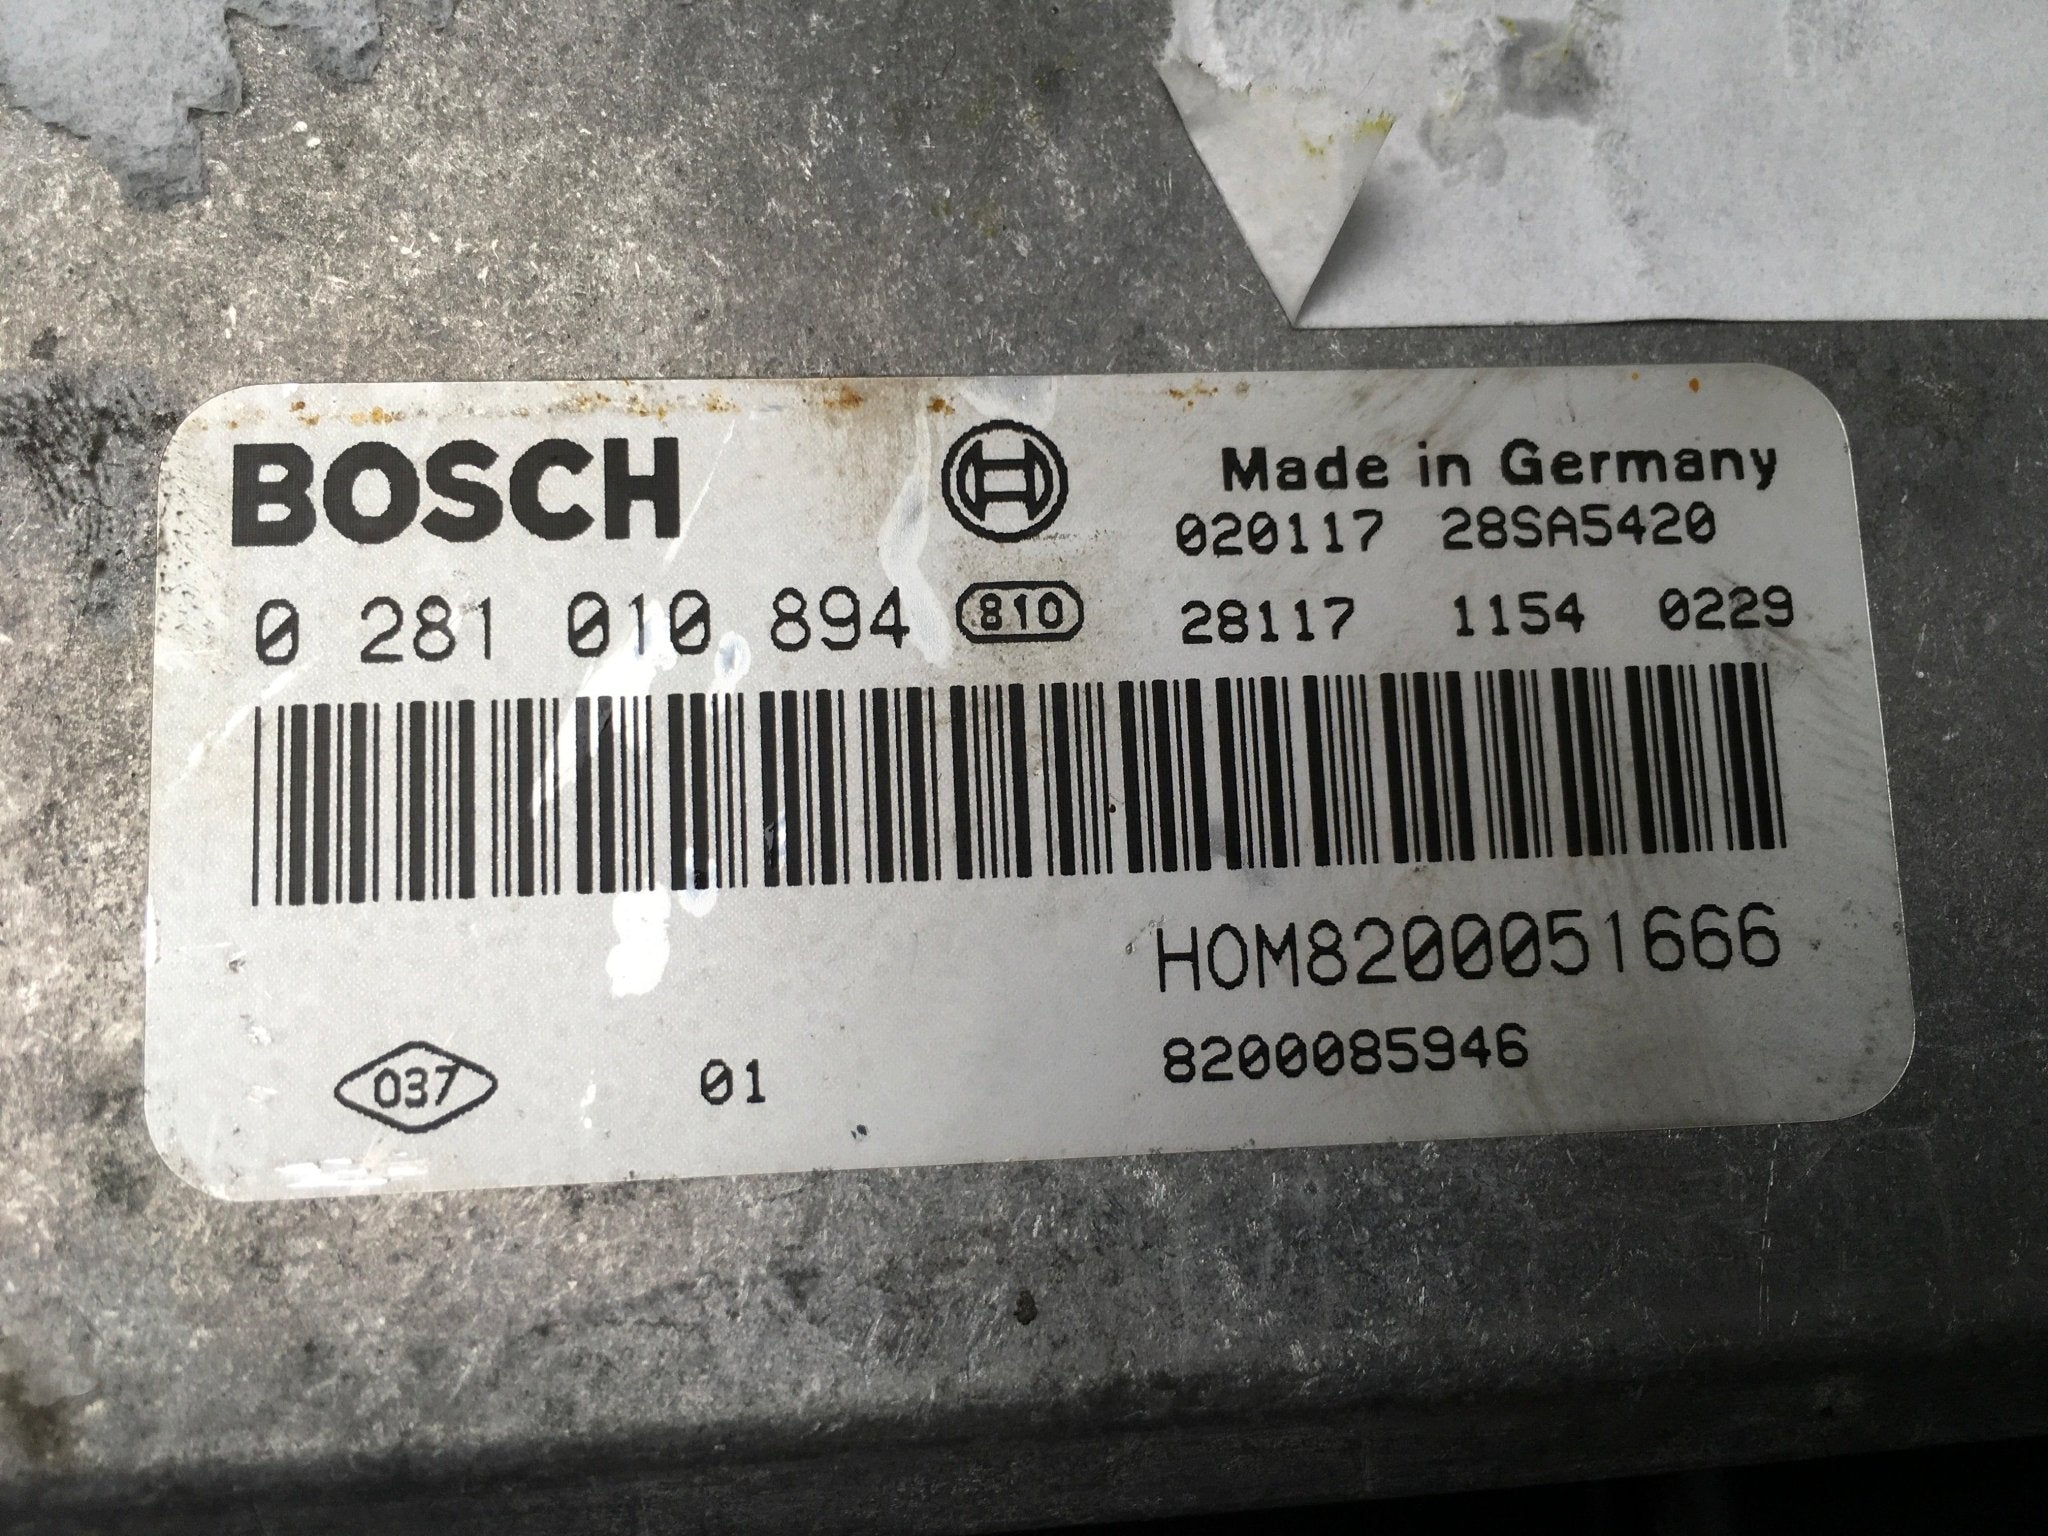 BOSCH
Made in Germany
020117 28SA5420
0 281 010 894 810 28117 1154 0229
HOM8200051666
037 01 8200085946